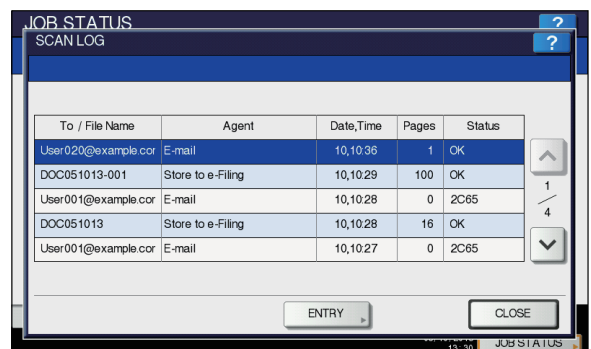 JOB STATUS ?
SCAN LOG ?
To / File Name Agent Date,Time Pages Status
User020@example.cor E-mail 10,10:36 1 OK
DOC051013-001 Store to e-Filing 10,10:29 100 OK
User001@example.cor E-mail 10,10:28 0 2C65
DOC051013 Store to e-Filing 10,10:28 16 OK
User001@example.cor E-mail 10,10:27 0 2C65
1
/
4
ENTRY CLOSE
13:30 JOB STATUS